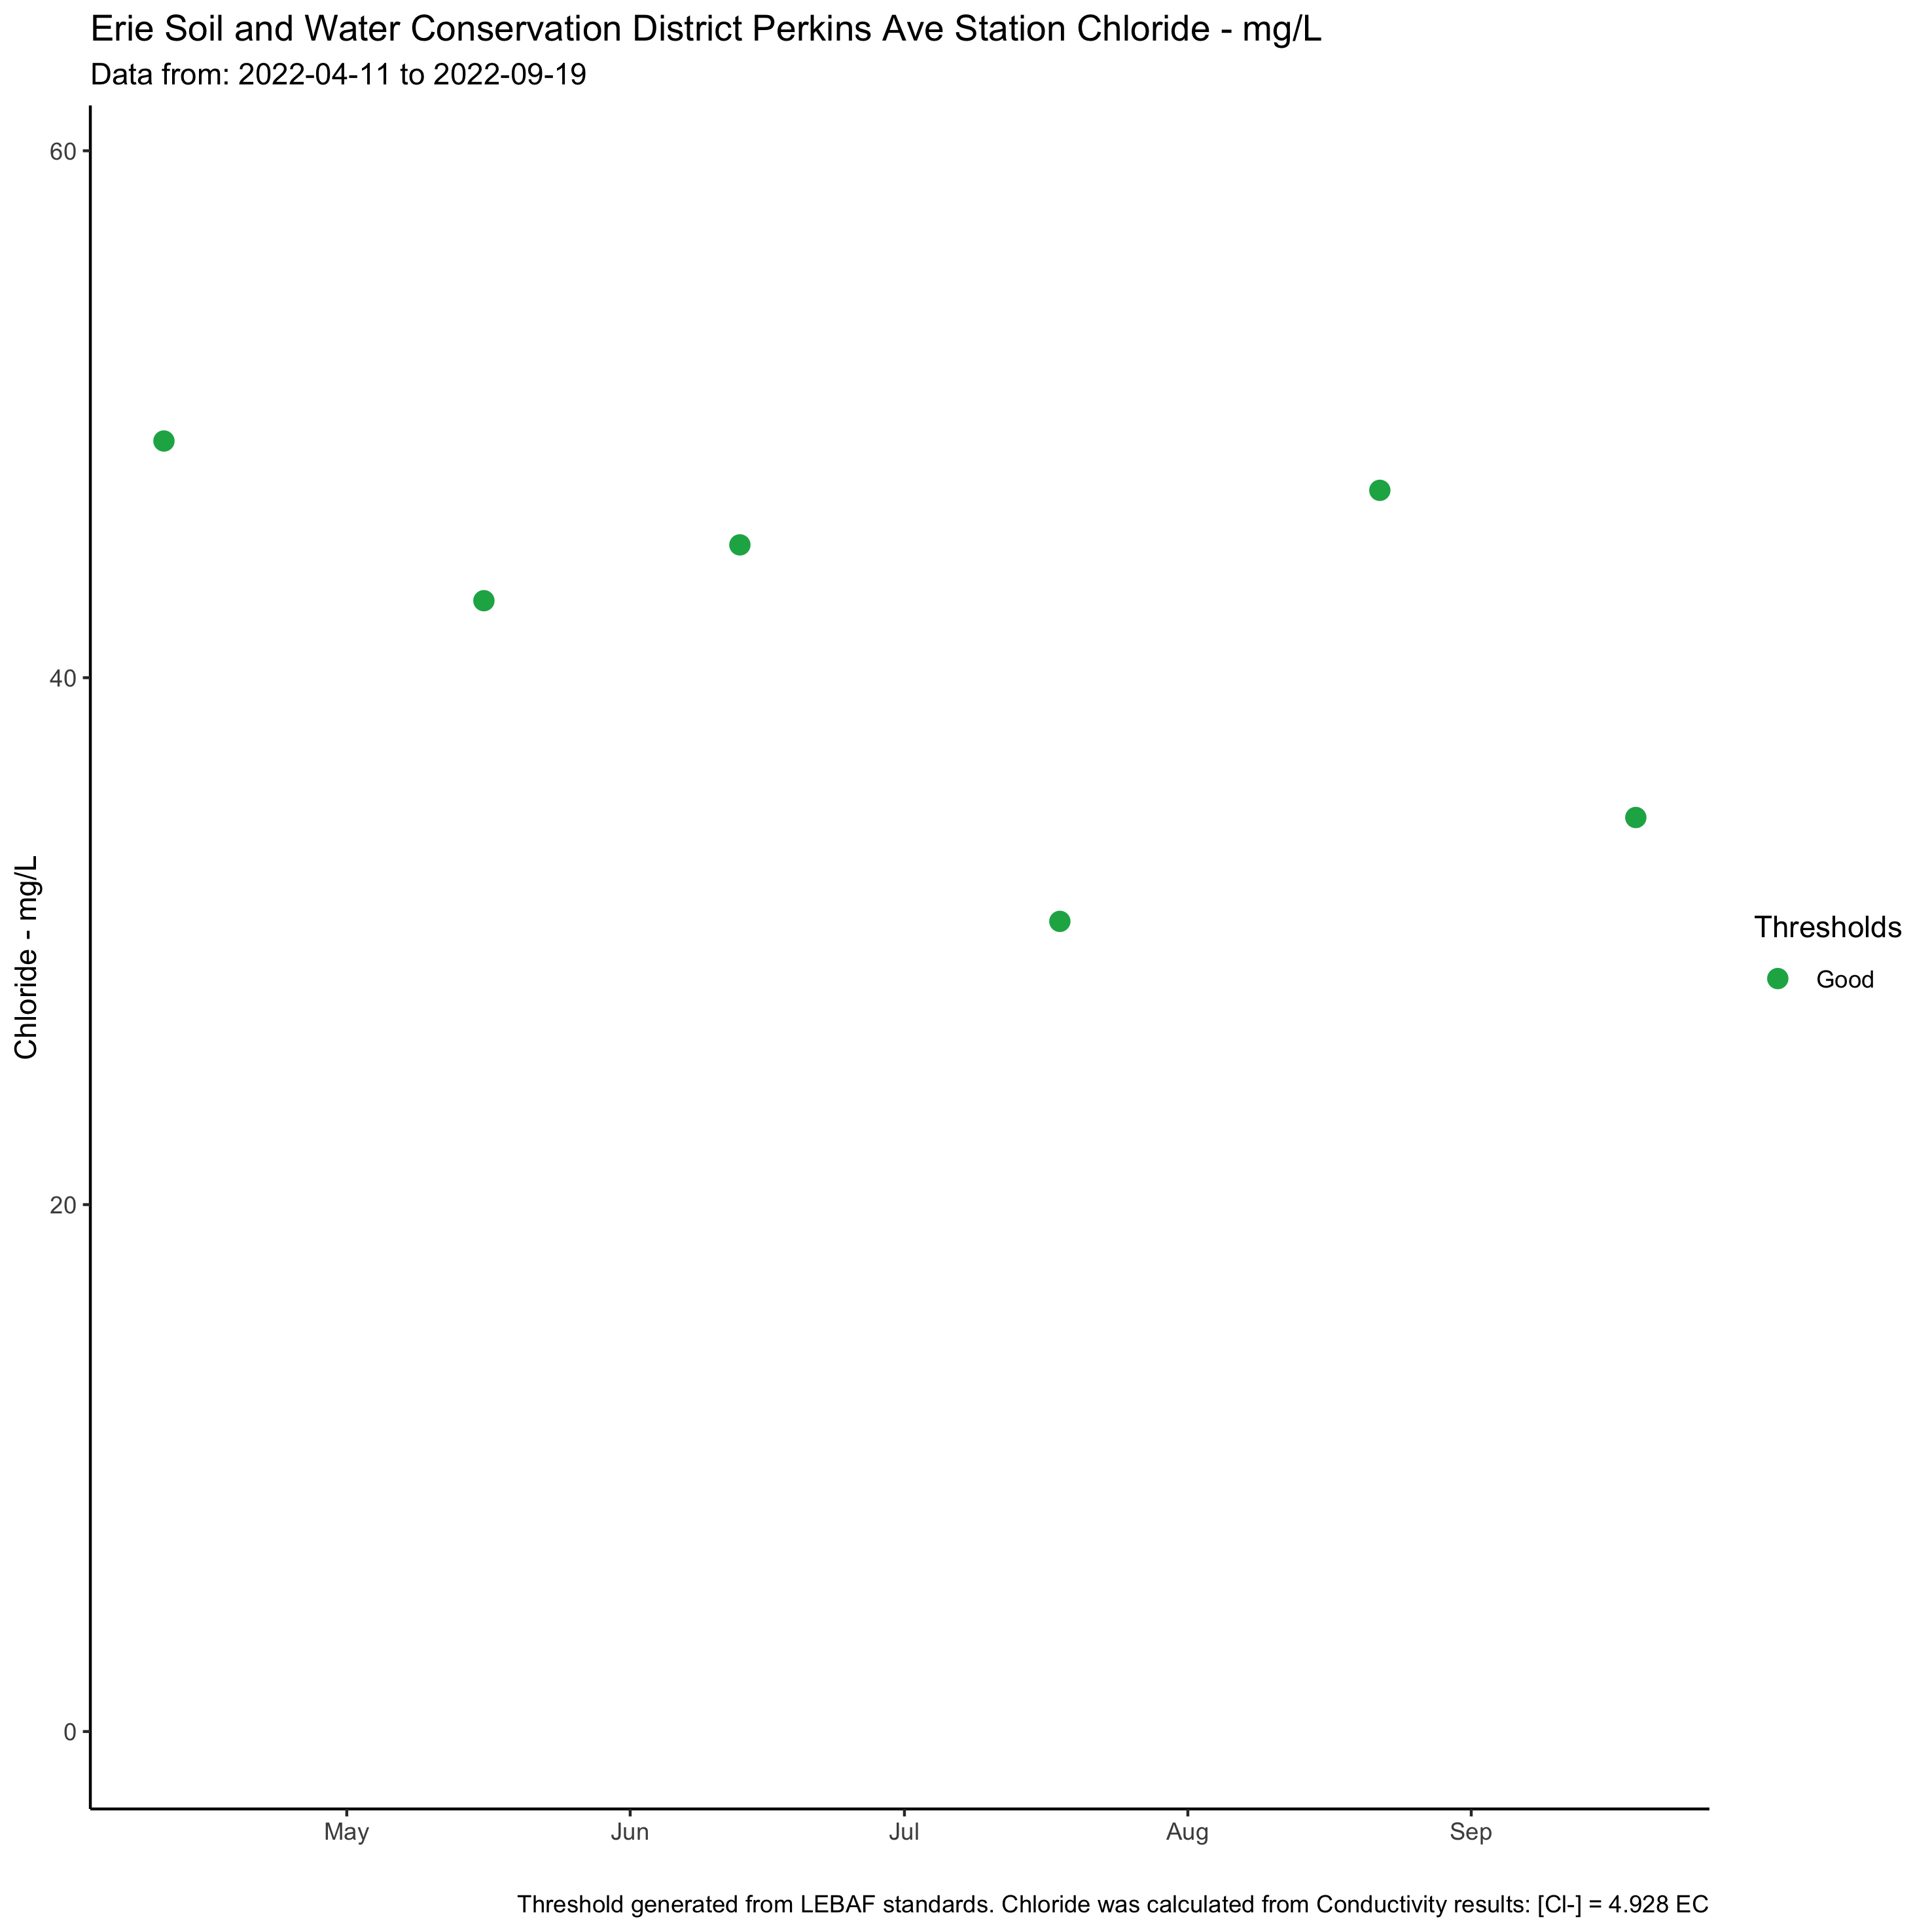 Erie Soil and Water Conservation District Perkins Ave Station Chloride - mg/L
Data from: 2022-04-11 to 2022-09-19
60
40
20
0
Chloride - mg/L
May
Jun
Jul
Aug
Sep
Thresholds
Good
Threshold generated from LEBAF standards. Chloride was calculated from Conductivity results: [Cl-] = 4.928 EC